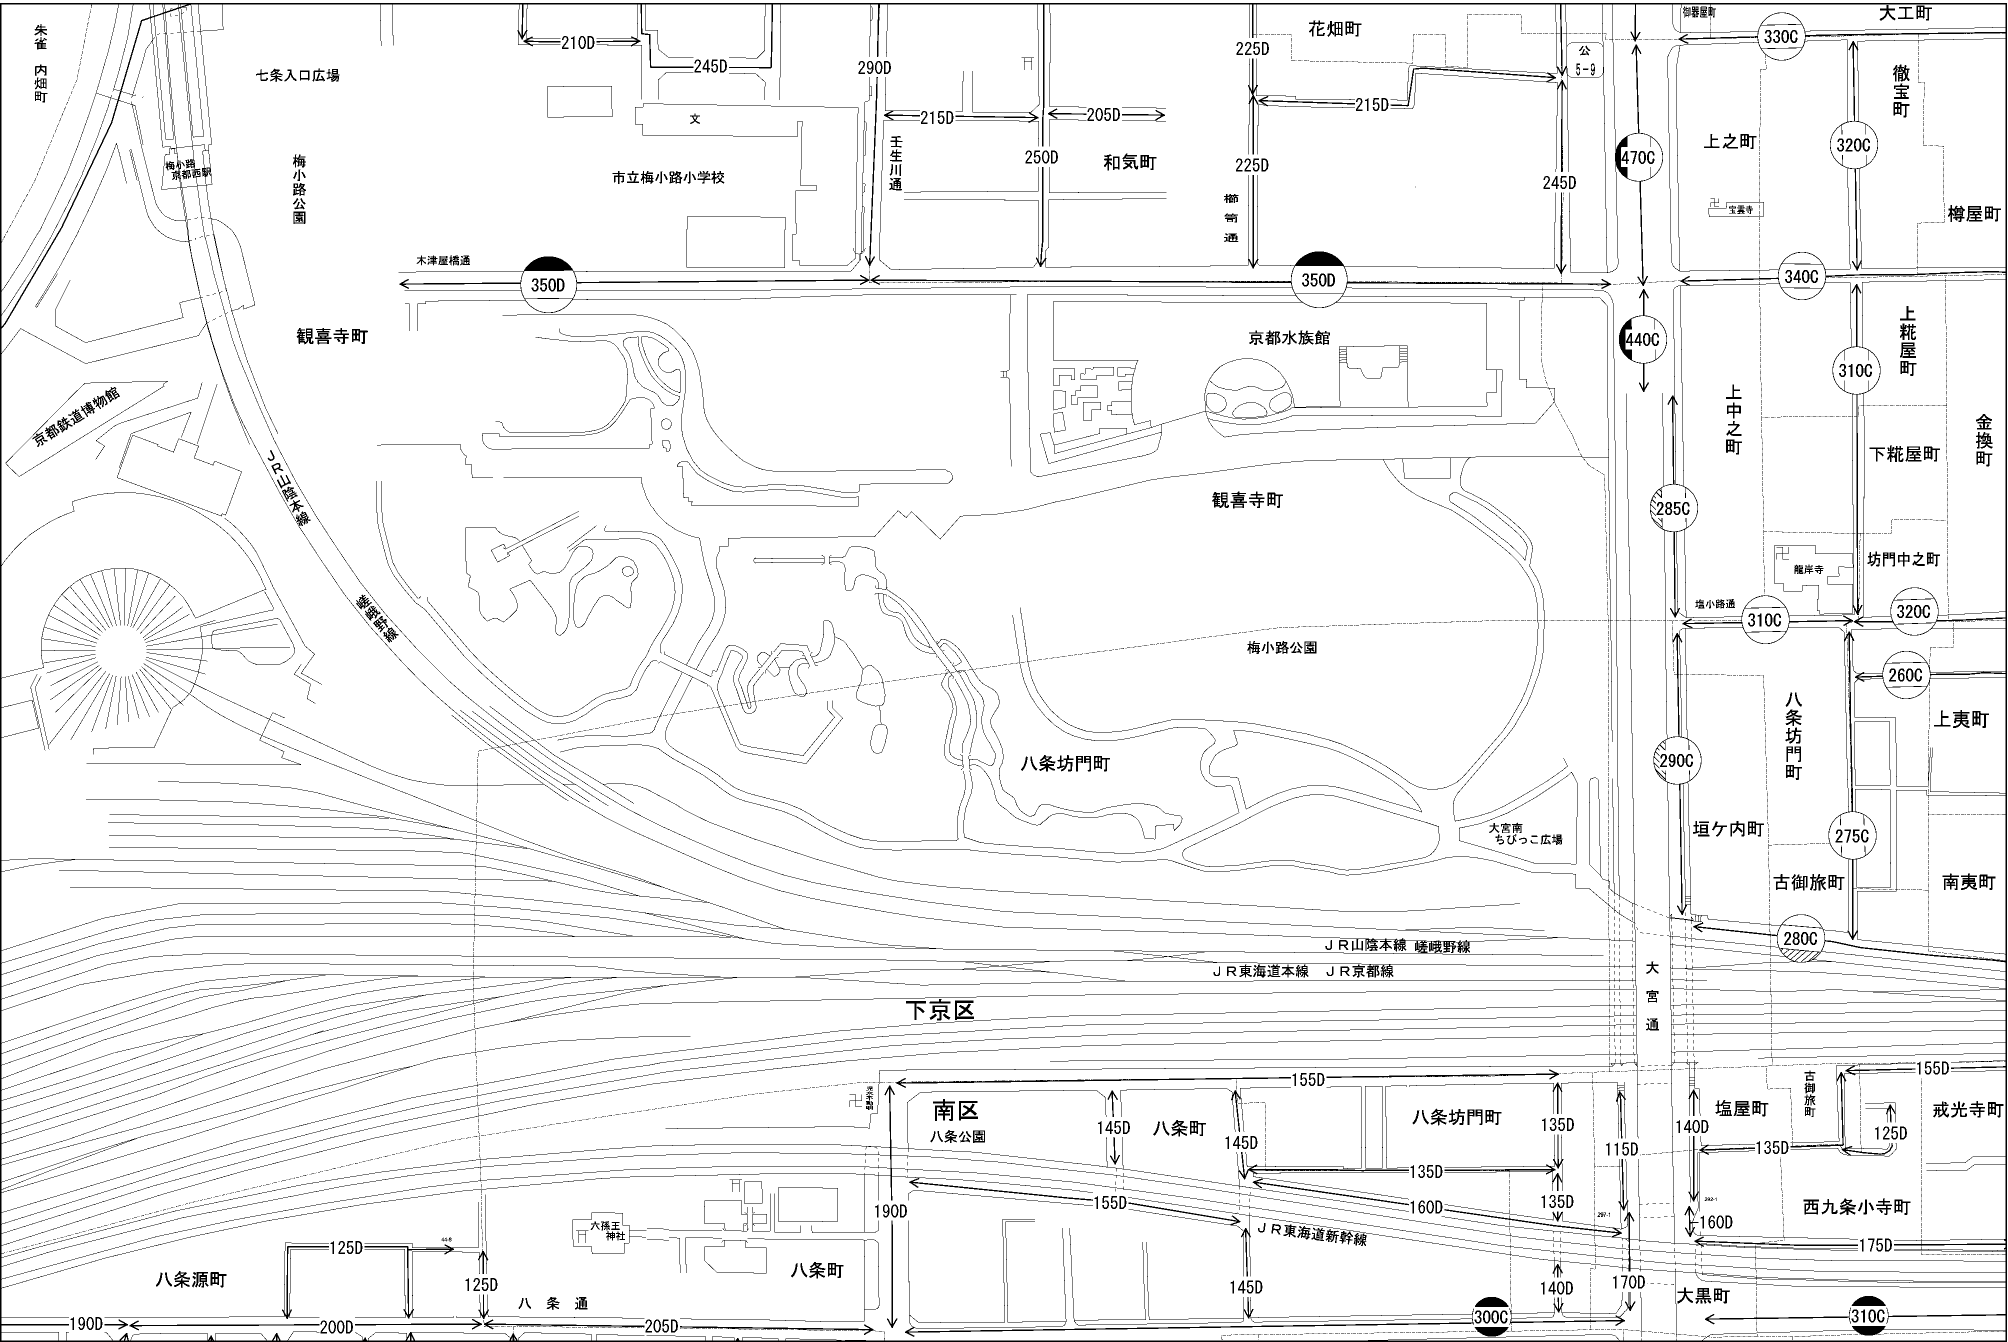 朱雀 内畑町
七条入口広場
210D
245D
290D
225D
花畑町
公
5-9
御器屋町
330C
大工町
徹宝町
文
215D
205D
215D
壬生川通
250D
和気町
225D
245D
470C
上之町
320C
梅小路
京都西駅
梅小路公園
市立梅小路小学校
櫛笥通
宝雲寺
樽屋町
木津屋橋通
350D
350D
340C
観喜寺町
京都水族館
440C
310C
上糀屋町
京都鉄道博物館
上中之町
下糀屋町
金換町
JR山陰本線
観喜寺町
285C
坊門中之町
龍岸寺
嵯峨野線
塩小路通
310C
320C
梅小路公園
260C
八条坊門町
上夷町
八条坊門町
290C
大宮南
ちびっこ広場
垣ケ内町
275C
古御旅町
南夷町
280C
JR山陰本線 嵯峨野線
JR東海道本線 JR京都線
大宮通
下京区
155D
155D
南区
八条公園
145D
八条町
145D
八条坊門町
135D
115D
140D
塩屋町
古御旅町
125D
戒光寺町
135D
135D
155D
160D
135D
190D
292-1
297-1
160D
西九条小寺町
六孫王
神社
JR東海道新幹線
175D
44-8
125D
八条源町
125D
八条町
145D
140D
170D
大黒町
八条通
190D
200D
205D
300C
310C